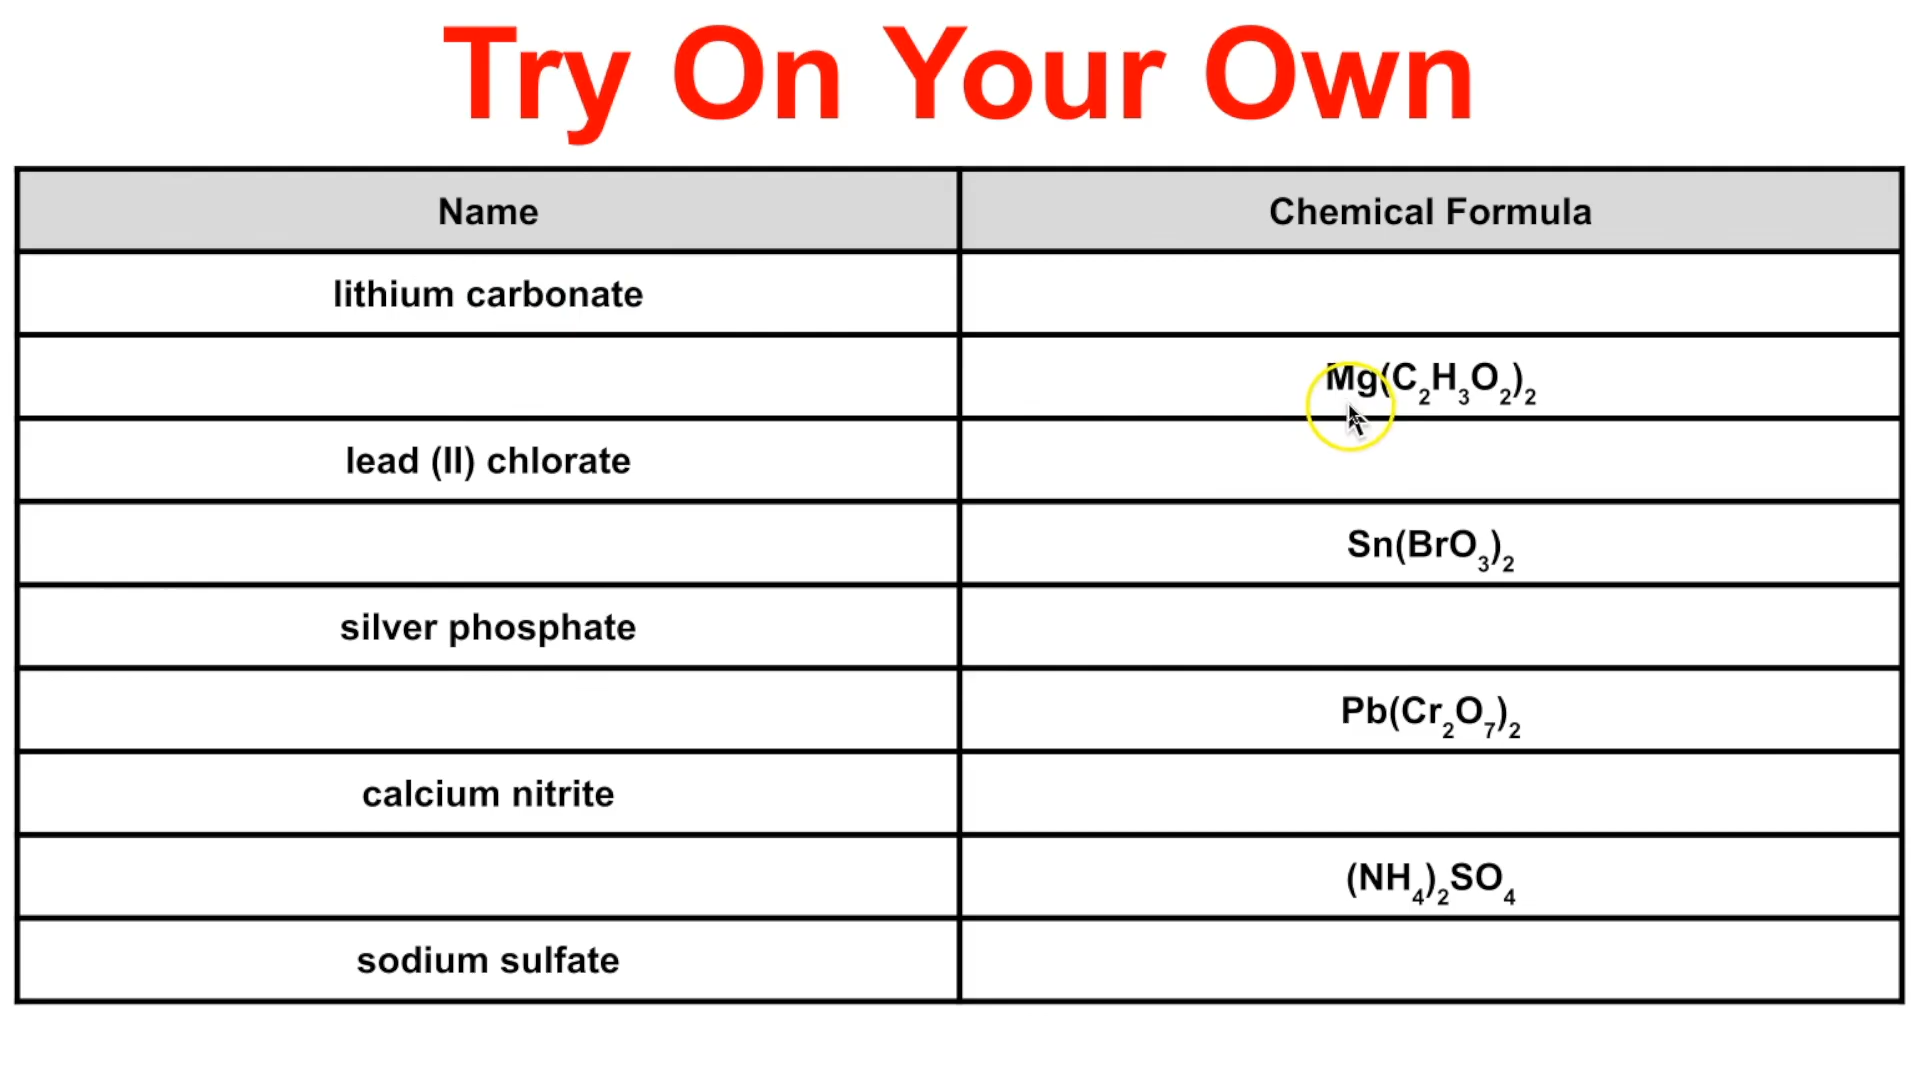 Try On Your Own
Name Chemical Formula
lithium carbonate
Mg(C₂H₃O₂)₂
lead (II) chlorate
Sn(BrO₃)₂
silver phosphate
Pb(Cr₂O₇)₂
calcium nitrite
(NH₄)₂SO₄
sodium sulfate